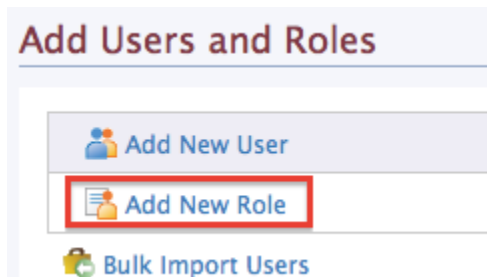 Add Users and Roles
Add New User
Add New Role
Bulk Import Users